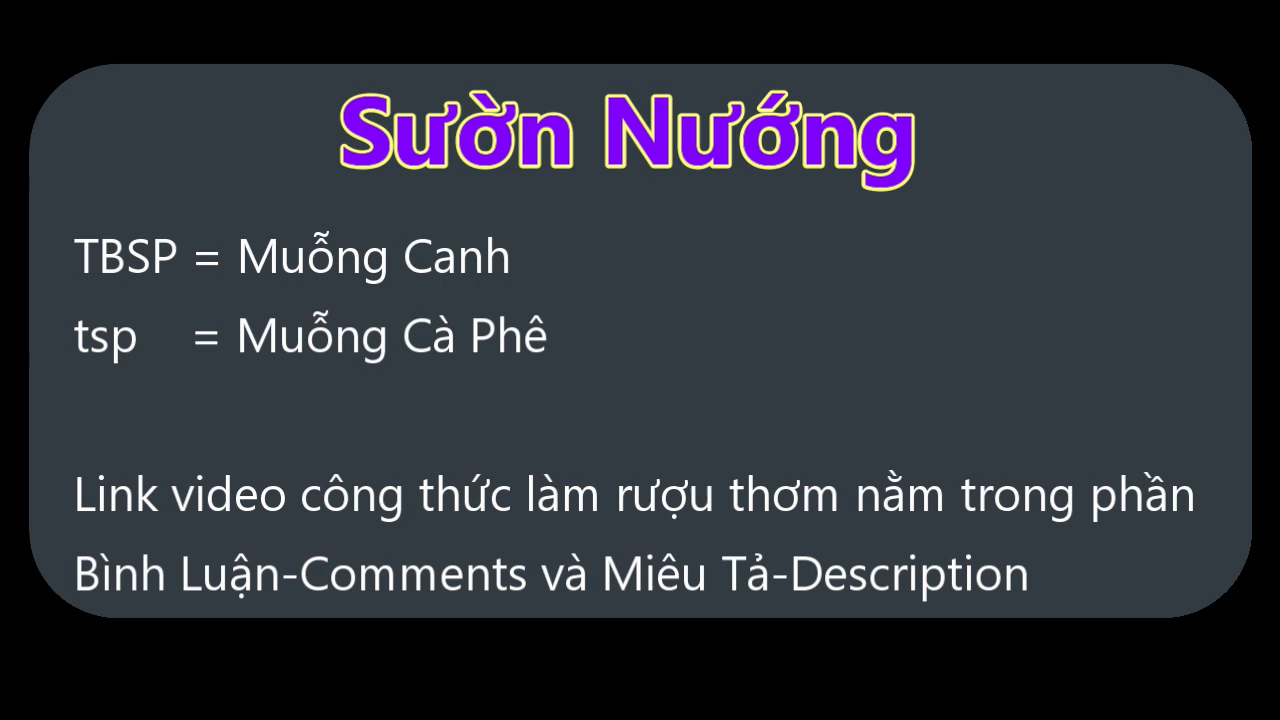 Sườn Nướng
TBSP = Muỗng Canh
tsp = Muỗng Cà Phê
Link video công thức làm rượu thơm nằm trong phần
Bình Luận-Comments và Miêu Tả-Description